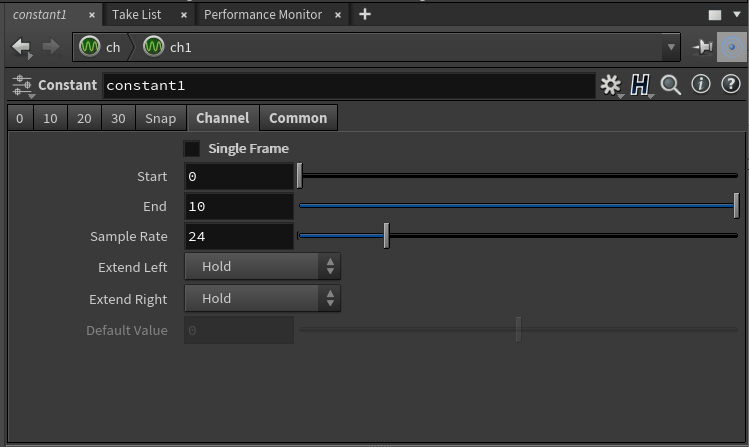 constant1 × Take List × Performance Monitor × +
ch ch1
Constant constant1
0 10 20 30 Snap Channel Common
Single Frame
Start 0
End 10
Sample Rate 24
Extend Left Hold
Extend Right Hold
Default Value 0